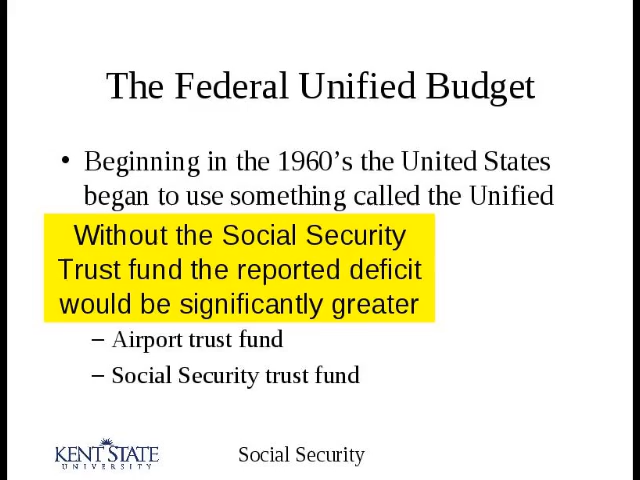 The Federal Unified Budget
• Beginning in the 1960’s the United States
began to use something called the Unified
Without the Social Security
Trust fund the reported deficit
would be significantly greater
– Airport trust fund
– Social Security trust fund
KENT STATE
UNIVERSITY
Social Security